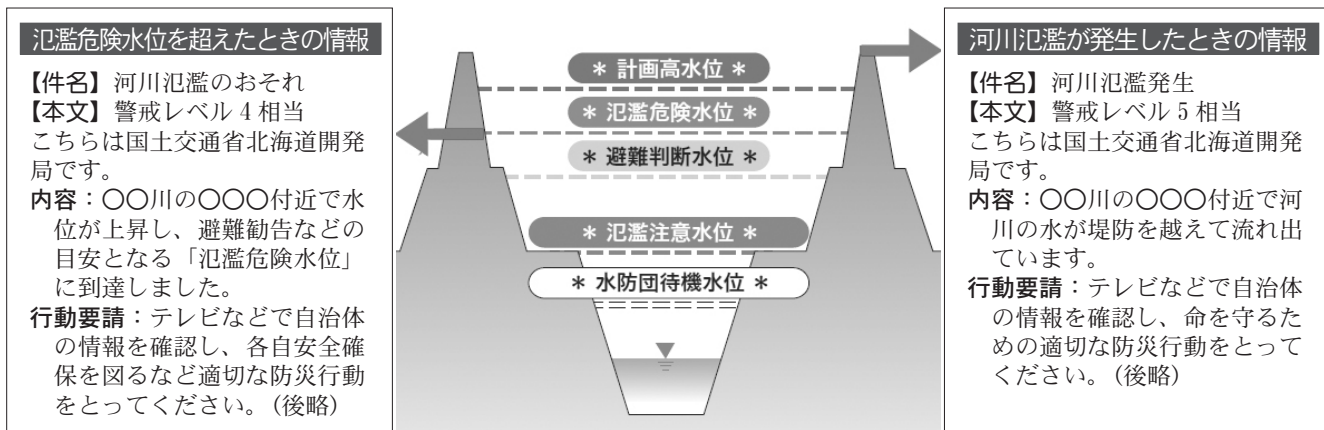 氾濫危険水位を超えたときの情報
【件名】河川氾濫のおそれ
【本文】警戒レベル４相当
こちらは国土交通省北海道開発
局です。
内容：〇〇川の〇〇〇付近で水
位が上昇し、避難勧告などの
目安となる「氾濫危険水位」
に到達しました。
行動要請：テレビなどで自治体
の情報を確認し、各自安全確
保を図るなど適切な防災行動
をとってください。（後略）
＊ 計画高水位 ＊
＊ 氾濫危険水位 ＊
＊ 避難判断水位 ＊
＊ 氾濫注意水位 ＊
＊ 水防団待機水位 ＊
河川氾濫が発生したときの情報
【件名】河川氾濫発生
【本文】警戒レベル５相当
こちらは国土交通省北海道開発
局です。
内容：〇〇川の〇〇〇付近で河
川の水が堤防を越えて流れ出
ています。
行動要請：テレビなどで自治体
の情報を確認し、命を守るた
めの適切な防災行動をとって
ください。（後略）